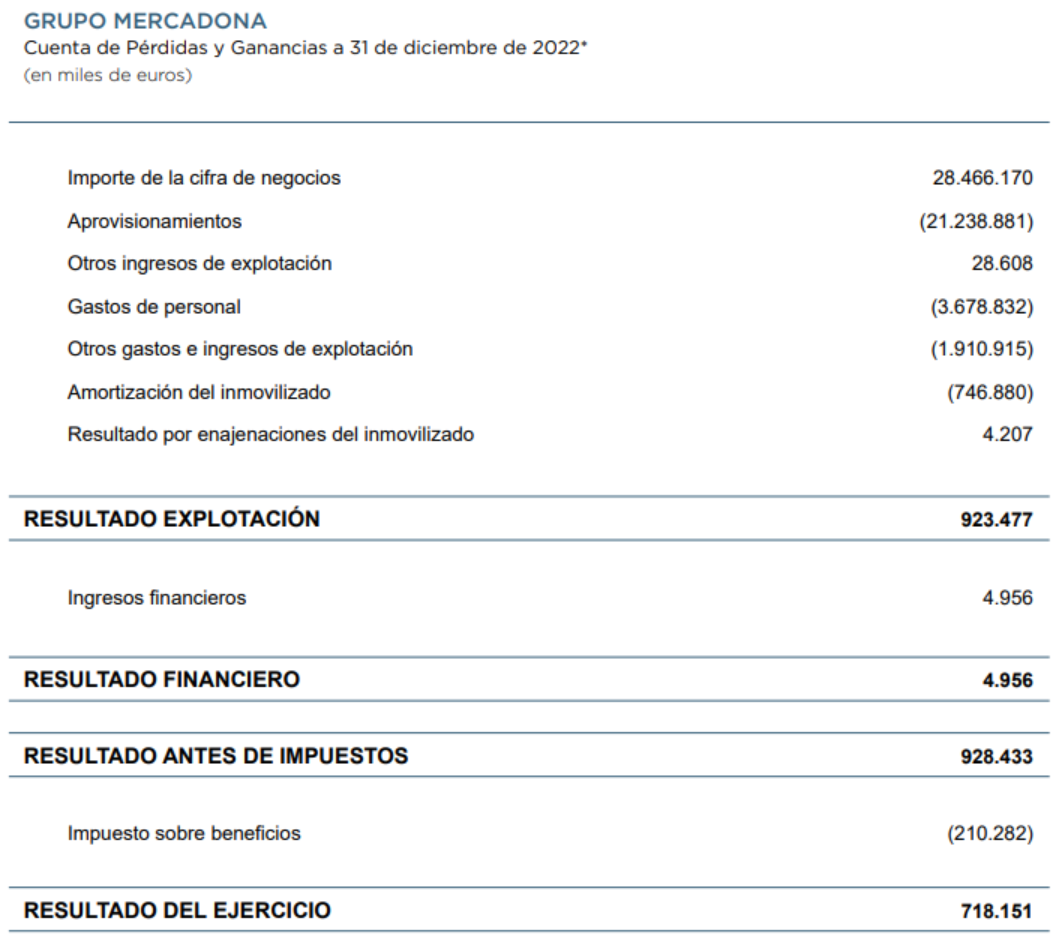 GRUPO MERCADONA
Cuenta de Pérdidas y Ganancias a 31 de diciembre de 2022*
(en miles de euros)
Importe de la cifra de negocios 28.466.170
Aprovisionamientos (21.238.881)
Otros ingresos de explotación 28.608
Gastos de personal (3.678.832)
Otros gastos e ingresos de explotación (1.910.915)
Amortización del inmovilizado (746.880)
Resultado por enajenaciones del inmovilizado 4.207
RESULTADO EXPLOTACIÓN 923.477
Ingresos financieros 4.956
RESULTADO FINANCIERO 4.956
RESULTADO ANTES DE IMPUESTOS 928.433
Impuesto sobre beneficios (210.282)
RESULTADO DEL EJERCICIO 718.151